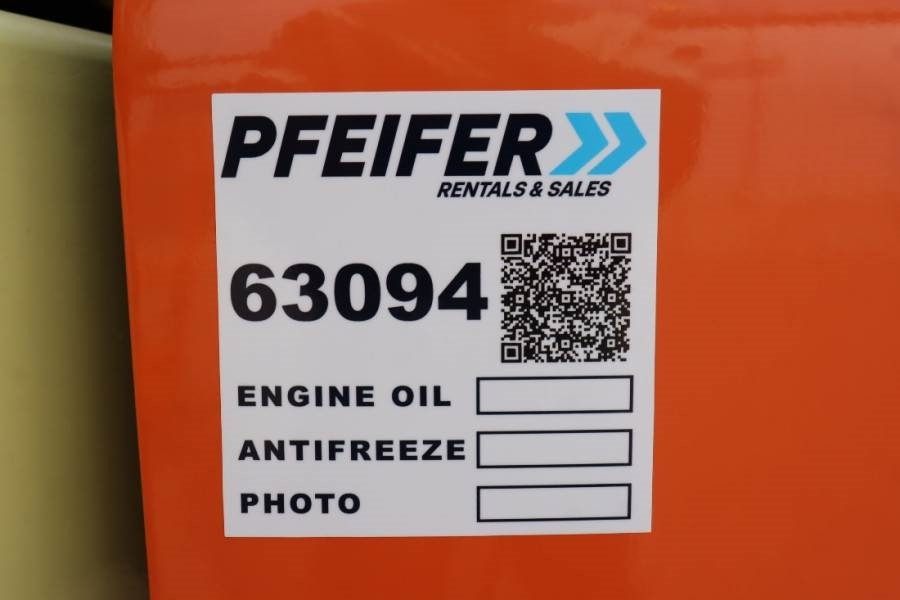 PFEIFER
RENTALS & SALES
63094
ENGINE OIL
ANTIFREEZE
PHOTO